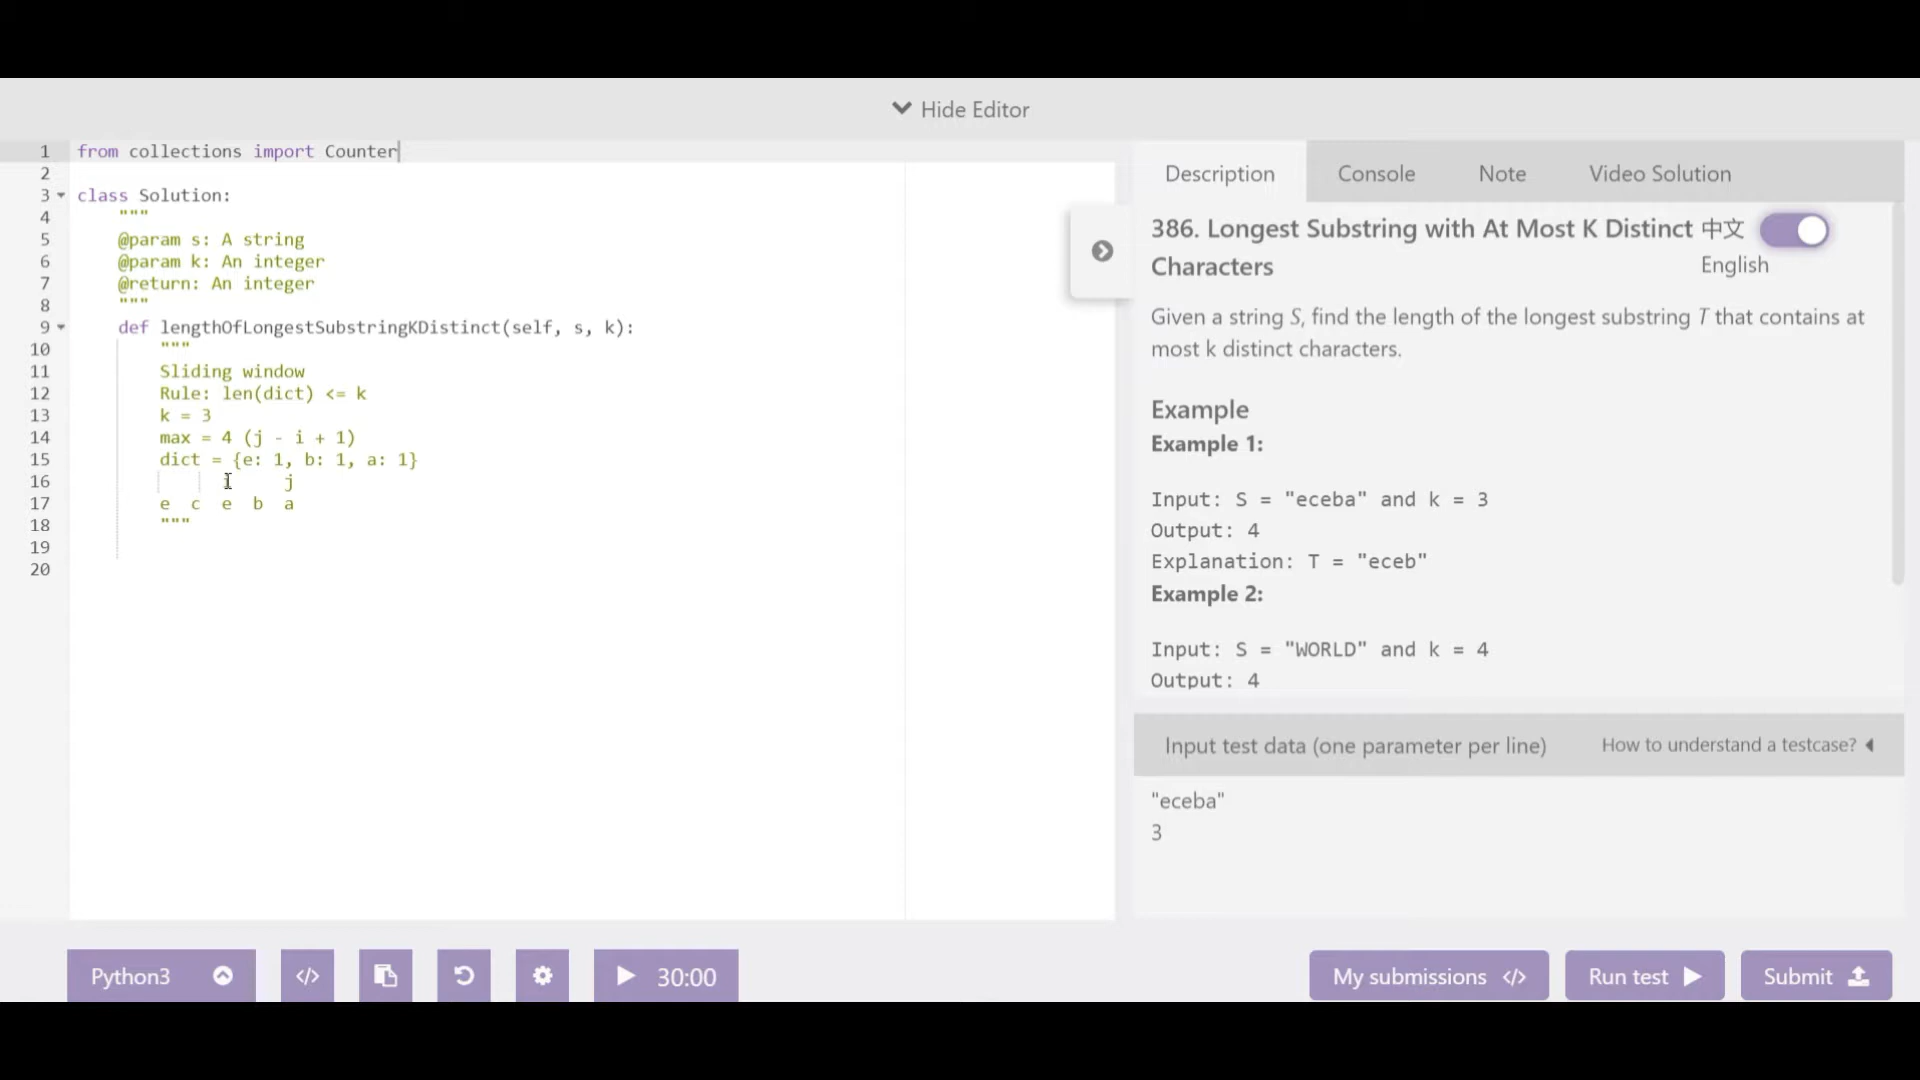 Hide Editor
1 from collections import Counter
2
3 class Solution:
4 """
5 @param s: A string
6 @param k: An integer
7 @return: An integer
8 """
9 def lengthOfLongestSubstringKDistinct(self, s, k):
10 """
11 Sliding window
12 Rule: len(dict) <= k
13 k = 3
14 max = 4 (j - i + 1)
15 dict = {e: 1, b: 1, a: 1}
16 i j
17 e c e b a
18 """
19
20
Description Console Note Video Solution
386. Longest Substring with At Most K Distinct 中文
Characters English
Given a string S, find the length of the longest substring T that contains at
most k distinct characters.
Example
Example 1:
Input: S = "eceba" and k = 3
Output: 4
Explanation: T = "eceb"
Example 2:
Input: S = "WORLD" and k = 4
Output: 4
Input test data (one parameter per line) How to understand a testcase?
"eceba"
3
Python3 </> 30:00 My submissions </> Run test Submit